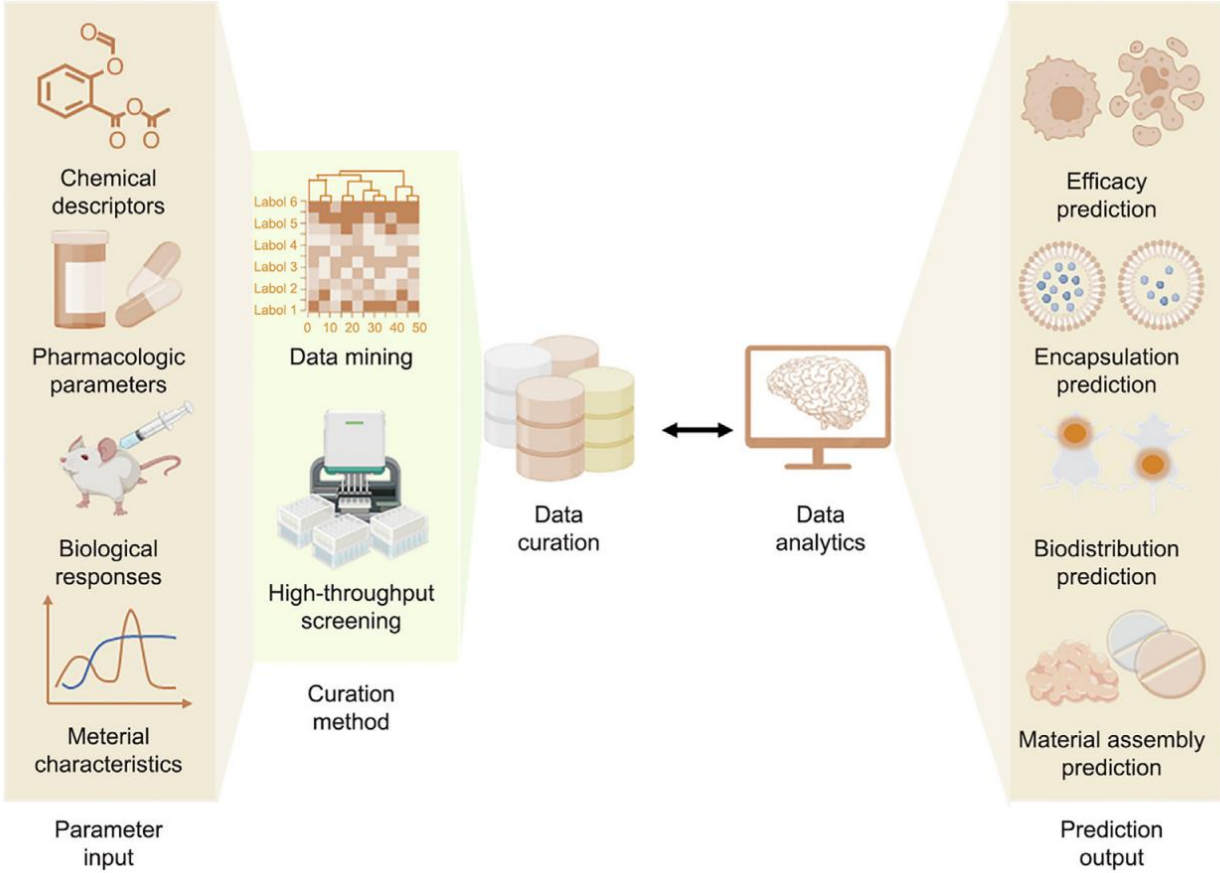 O
O
O
O
O
Chemical
descriptors
Pharmacologic
parameters
Biological
responses
Meterial
characteristics
Parameter
input
Labol 6
Labol 5
Labol 4
Labol 3
Labol 2
Labol 1
0 10 20 30 40 50
Data mining
High-throughput
screening
Curation
method
Data
curation
Data
analytics
Efficacy
prediction
Encapsulation
prediction
Biodistribution
prediction
Material assembly
prediction
Prediction
output